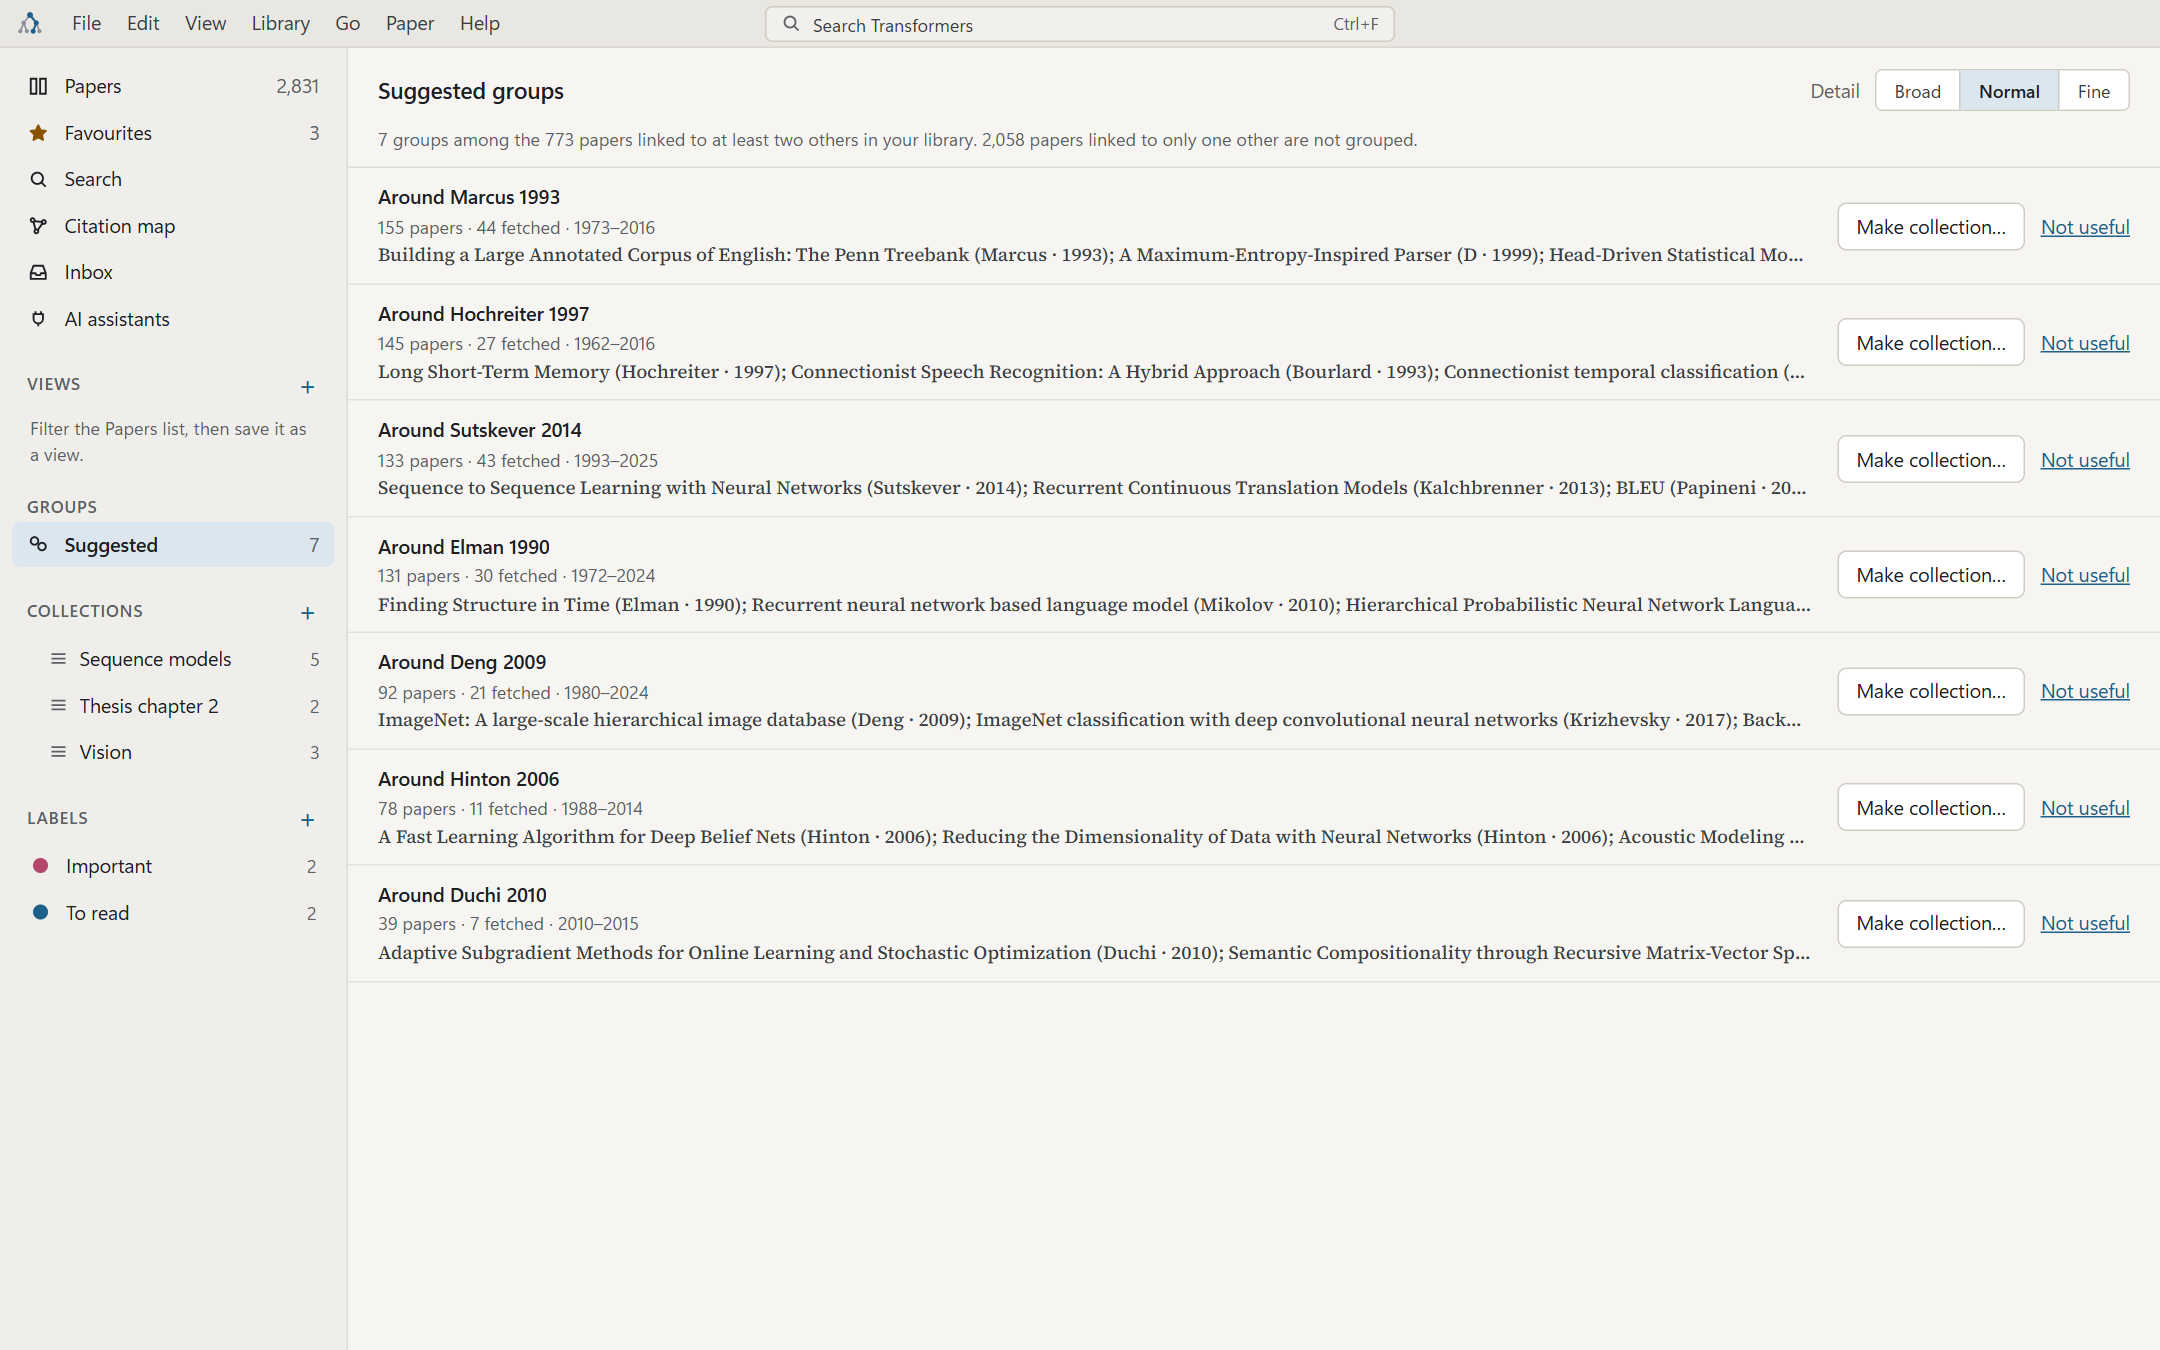 File Edit View Library Go Paper Help
Search Transformers Ctrl+F
Papers 2,831
Favourites 3
Search
Citation map
Inbox
AI assistants
VIEWS +
Filter the Papers list, then save it as
a view.
GROUPS
Suggested 7
COLLECTIONS +
Sequence models 5
Thesis chapter 2 2
Vision 3
LABELS +
Important 2
To read 2
Suggested groups
Detail Broad Normal Fine
7 groups among the 773 papers linked to at least two others in your library. 2,058 papers linked to only one other are not grouped.
Around Marcus 1993
155 papers · 44 fetched · 1973–2016
Building a Large Annotated Corpus of English: The Penn Treebank (Marcus · 1993); A Maximum-Entropy-Inspired Parser (D · 1999); Head-Driven Statistical Mo...
Make collection... Not useful
Around Hochreiter 1997
145 papers · 27 fetched · 1962–2016
Long Short-Term Memory (Hochreiter · 1997); Connectionist Speech Recognition: A Hybrid Approach (Bourlard · 1993); Connectionist temporal classification (...
Make collection... Not useful
Around Sutskever 2014
133 papers · 43 fetched · 1993–2025
Sequence to Sequence Learning with Neural Networks (Sutskever · 2014); Recurrent Continuous Translation Models (Kalchbrenner · 2013); BLEU (Papineni · 20...
Make collection... Not useful
Around Elman 1990
131 papers · 30 fetched · 1972–2024
Finding Structure in Time (Elman · 1990); Recurrent neural network based language model (Mikolov · 2010); Hierarchical Probabilistic Neural Network Langua...
Make collection... Not useful
Around Deng 2009
92 papers · 21 fetched · 1980–2024
ImageNet: A large-scale hierarchical image database (Deng · 2009); ImageNet classification with deep convolutional neural networks (Krizhevsky · 2017); Back...
Make collection... Not useful
Around Hinton 2006
78 papers · 11 fetched · 1988–2014
A Fast Learning Algorithm for Deep Belief Nets (Hinton · 2006); Reducing the Dimensionality of Data with Neural Networks (Hinton · 2006); Acoustic Modeling ...
Make collection... Not useful
Around Duchi 2010
39 papers · 7 fetched · 2010–2015
Adaptive Subgradient Methods for Online Learning and Stochastic Optimization (Duchi · 2010); Semantic Compositionality through Recursive Matrix-Vector Sp...
Make collection... Not useful